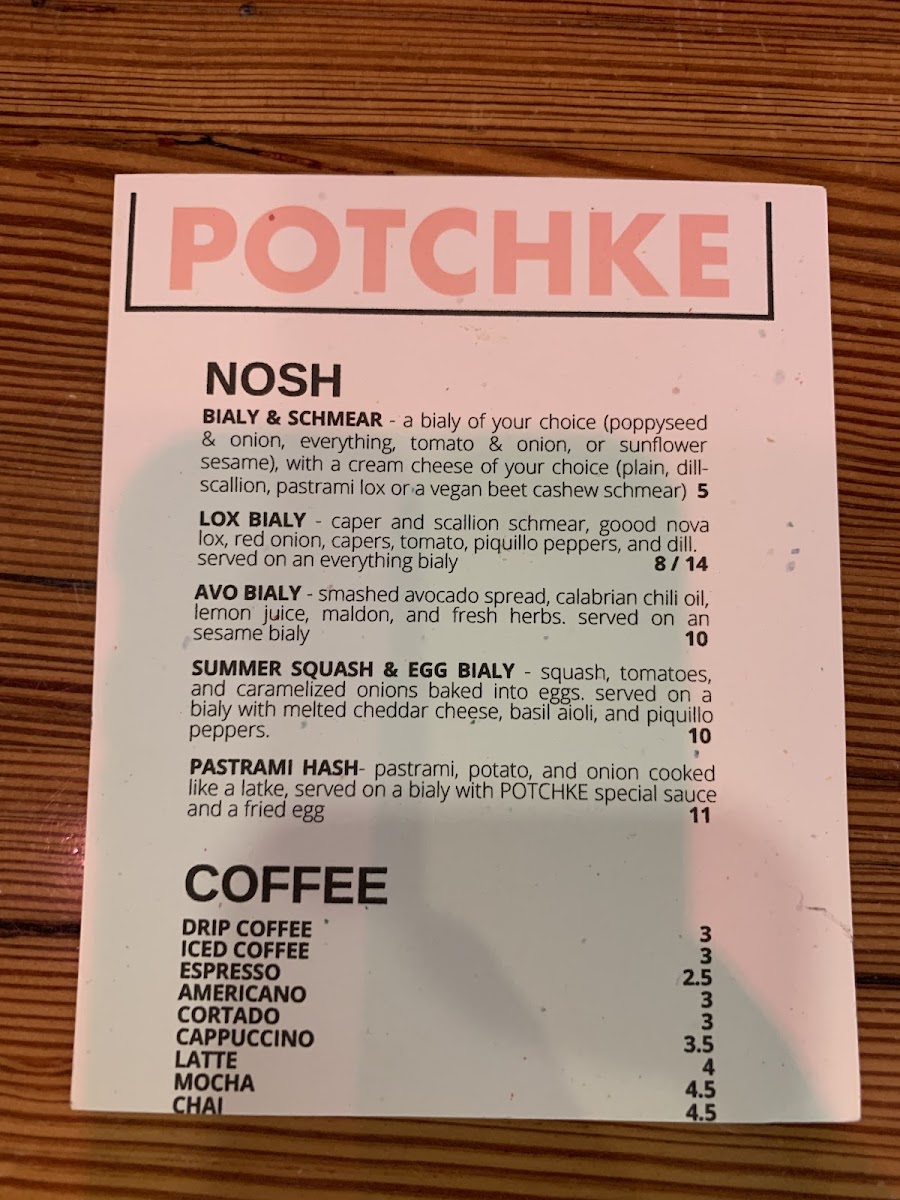 POTCHKE
NOSH
BIALY & SCHMEAR - a bialy of your choice (poppyseed
& onion, everything, tomato & onion, or sunflower
sesame), with a cream cheese of your choice (plain, dill-
scallion, pastrami lox or a vegan beet cashew schmear) 5
LOX BIALY - caper and scallion schmear, goood nova
lox, red onion, capers, tomato, piquillo peppers, and dill.
served on an everything bialy 8 / 14
AVO BIALY - smashed avocado spread, calabrian chili oil,
lemon juice, maldon, and fresh herbs. served on an
sesame bialy 10
SUMMER SQUASH & EGG BIALY - squash, tomatoes,
and caramelized onions baked into eggs. served on a
bialy with melted cheddar cheese, basil aioli, and piquillo
peppers. 10
PASTRAMI HASH- pastrami, potato, and onion cooked
like a latke, served on a bialy with POTCHKE special sauce
and a fried egg 11
COFFEE
DRIP COFFEE 3
ICED COFFEE 3
ESPRESSO 2.5
AMERICANO 3
CORTADO 3
CAPPUCCINO 3.5
LATTE 4
MOCHA 4.5
CHAI 4.5